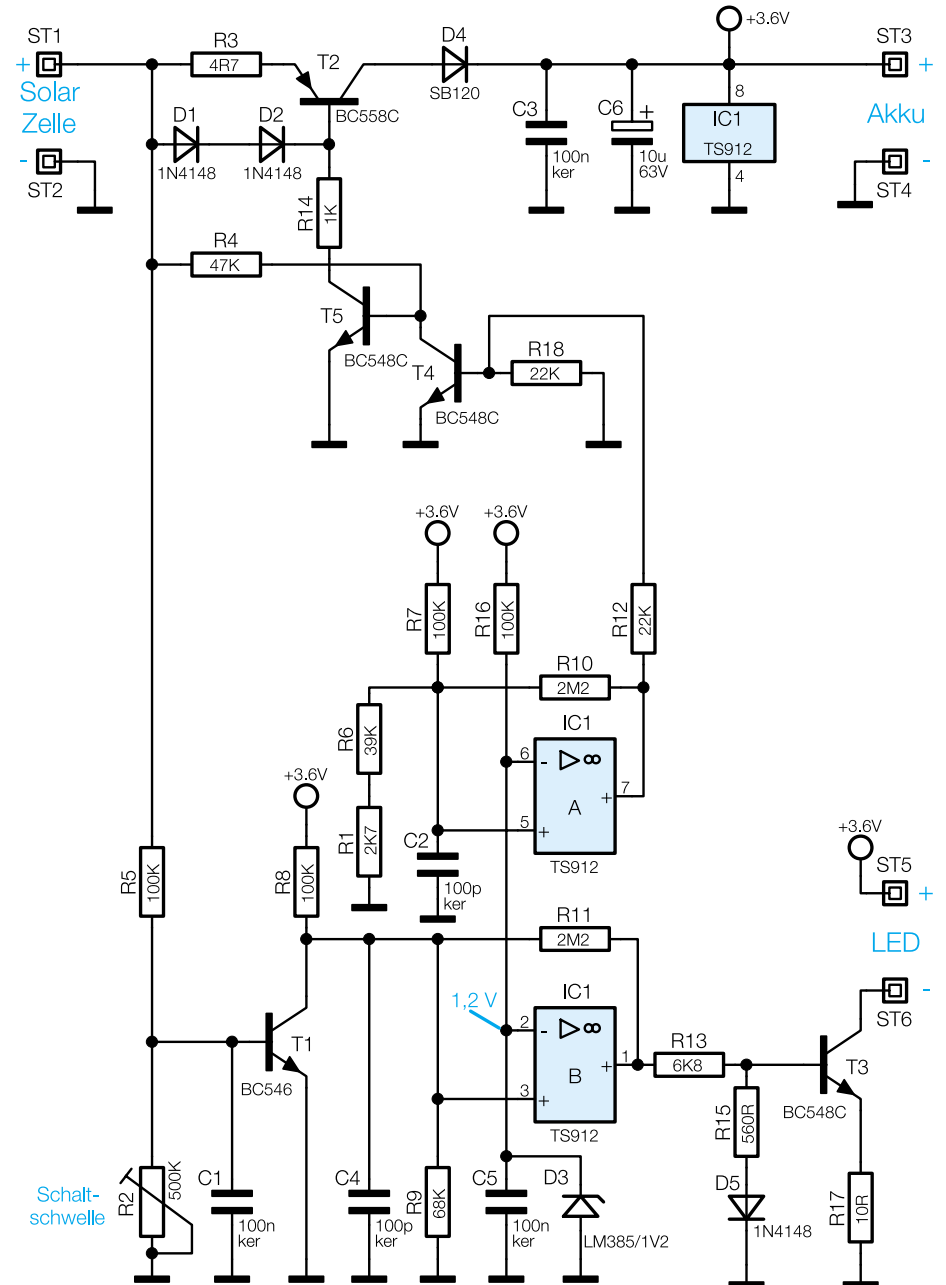 ST1
+
Solar
Zelle
-
ST2
R3
4R7
T2
BC558C
D4
SB120
D1
1N4148
D2
1N4148
R14
1K
C3
100n
ker
C6
+
10u
63V
+3.6V
8
IC1
TS912
4
ST3
+
Akku
-
ST4
R4
47K
T5
BC548C
T4
BC548C
R18
22K
+3.6V
+3.6V
R7
100K
R16
100K
R12
22K
R10
2M2
R6
39K
R1
2K7
IC1
6
-
▷ ∞
A
+
7
5
+
TS912
C2
100p
ker
+3.6V
R5
100K
R8
100K
+3.6V
ST5
+
LED
-
ST6
R11
2M2
1,2 V
IC1
2
-
▷ ∞
B
+
1
3
+
TS912
R13
6K8
T1
BC546
T3
BC548C
R15
560R
Schalt-
schwelle
R2
500K
C1
100n
ker
C4
100p
ker
R9
68K
C5
100n
ker
D3
LM385/1V2
D5
1N4148
R17
10R